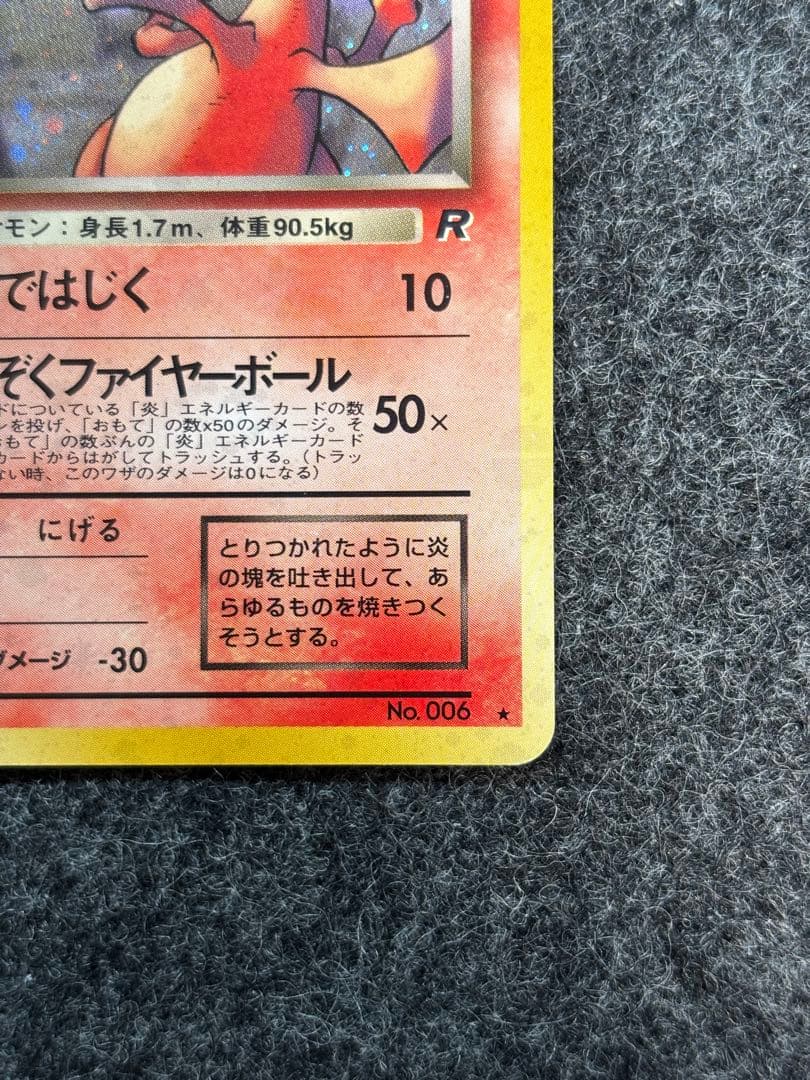 モン：身長1.7m、体重90.5kg R
ではじく 10
ぞくファイヤーボール
ドについている「炎」エネルギーカードの数
ンを投げ、「おもて」の数x50のダメージ。そ
おもて」の数ぶんの「炎」エネルギーカード
カードからはがしてトラッシュする。（トラッ
ない時、このワザのダメージは0になる）
50×
にげる
とりつかれたように炎
の塊を吐き出して、あ
らゆるものを焼きつく
そうとする。
ダメージ -30
No. 006 ★